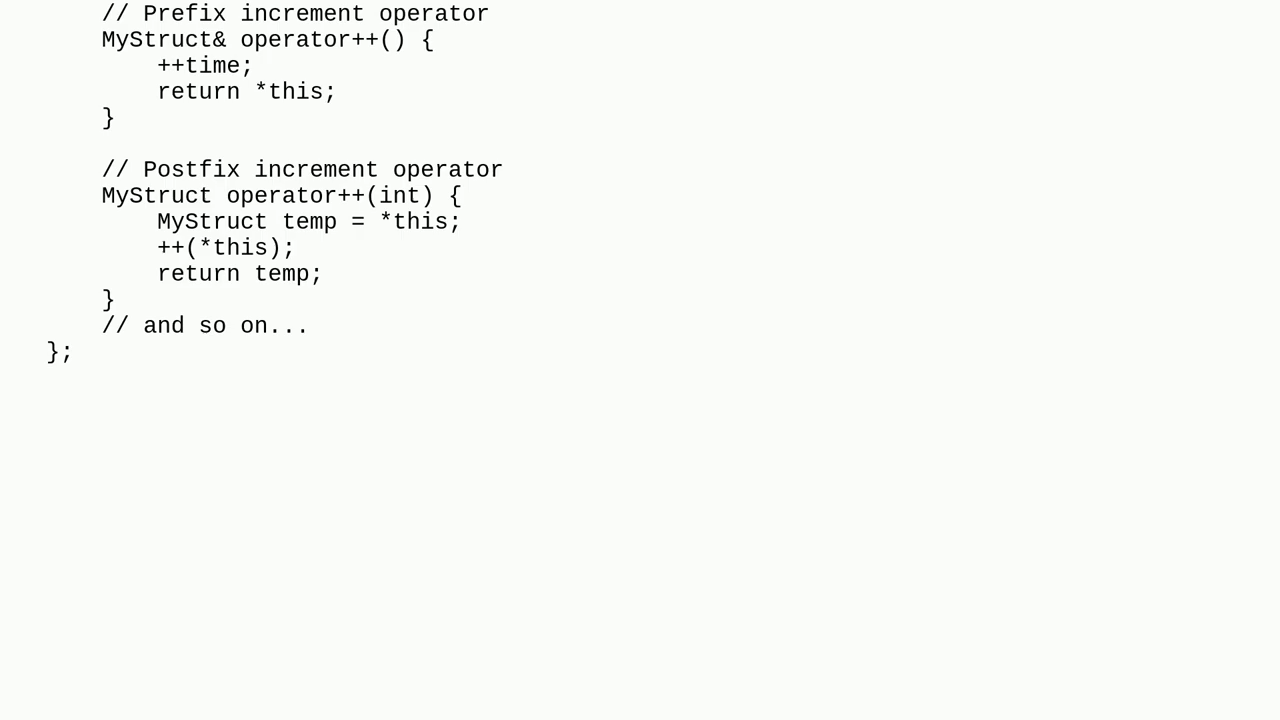 // Prefix increment operator
MyStruct& operator++() {
++time;
return *this;
}
// Postfix increment operator
MyStruct operator++(int) {
MyStruct temp = *this;
++(*this);
return temp;
}
// and so on...
};